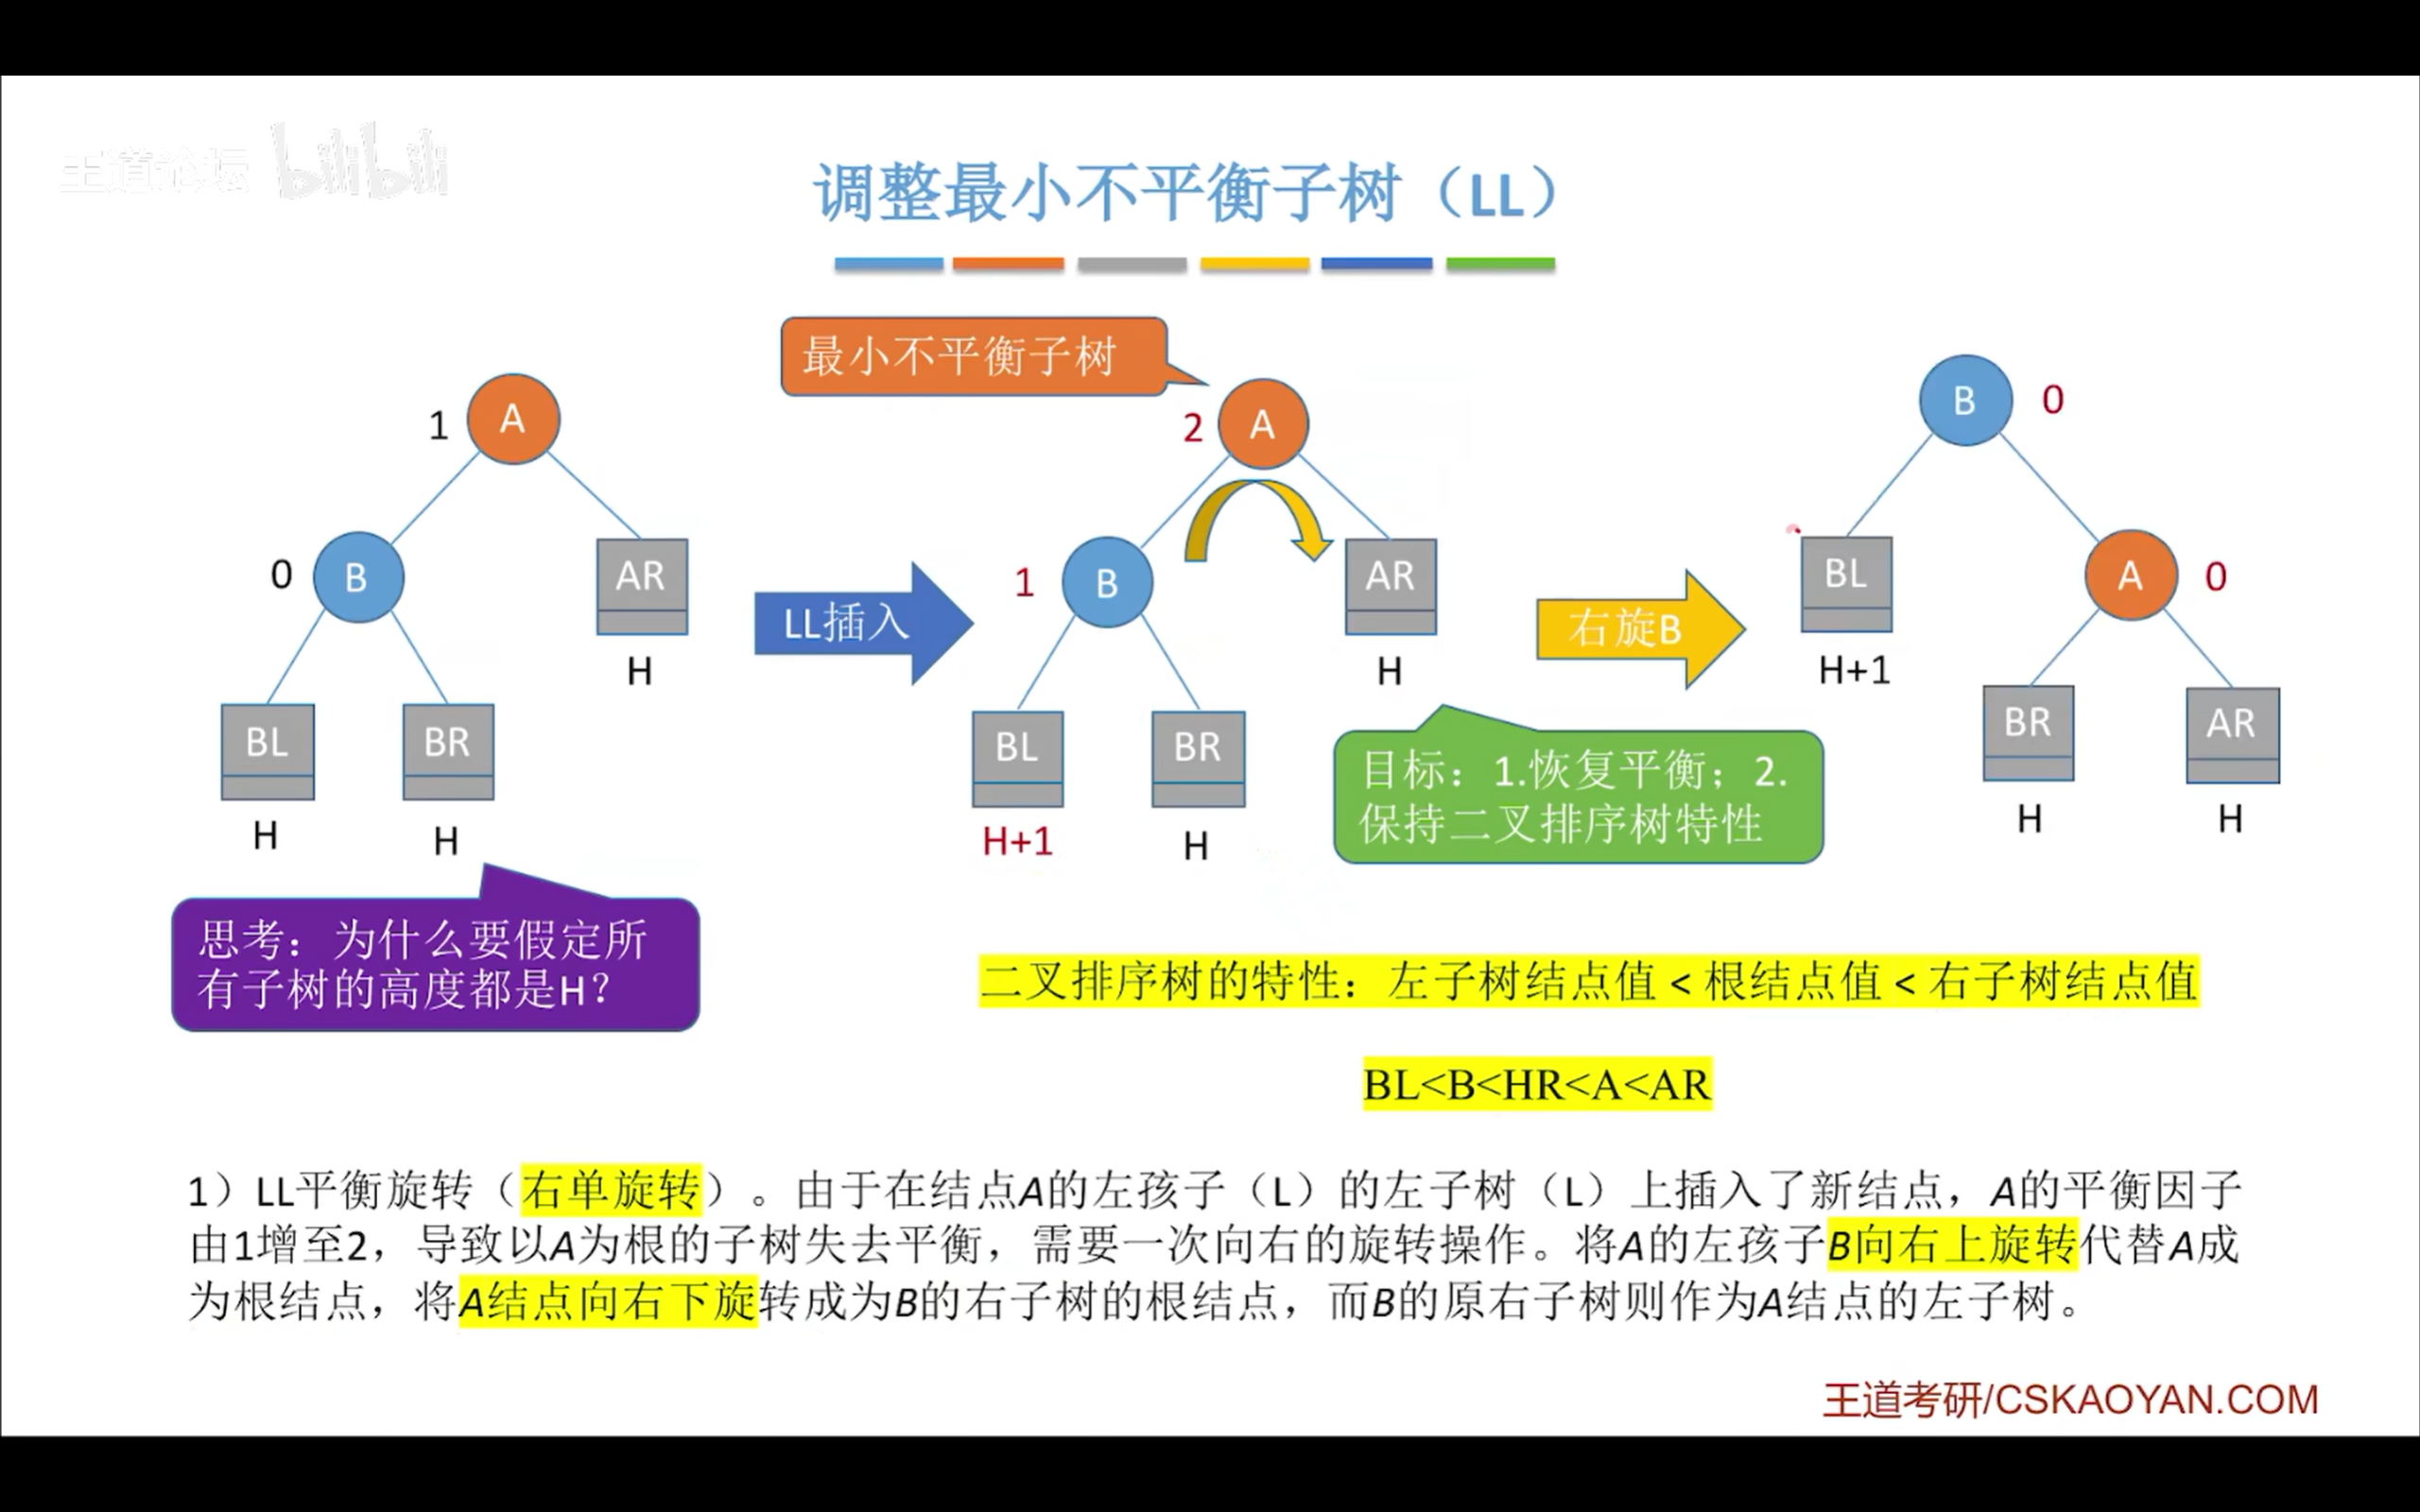 王道论坛 bilibili
调整最小不平衡子树（LL）
最小不平衡子树
1 A
0 B
AR
H
BL
BR
H
H
思考：为什么要假定所
有子树的高度都是H？
LL插入
2 A
1 B
AR
H
BL
BR
H+1
H
目标：1.恢复平衡；2.
保持二叉排序树特性
右旋B
B 0
BL
H+1
A 0
BR
AR
H
H
二叉排序树的特性：左子树结点值 < 根结点值 < 右子树结点值
BL<B<HR<A<AR
1）LL平衡旋转（右单旋转）。由于在结点A的左孩子（L）的左子树（L）上插入了新结点，A的平衡因子
由1增至2，导致以A为根的子树失去平衡，需要一次向右的旋转操作。将A的左孩子B向右上旋转代替A成
为根结点，将A结点向右下旋转成为B的右子树的根结点，而B的原右子树则作为A结点的左子树。
王道考研/CSKAOYAN.COM